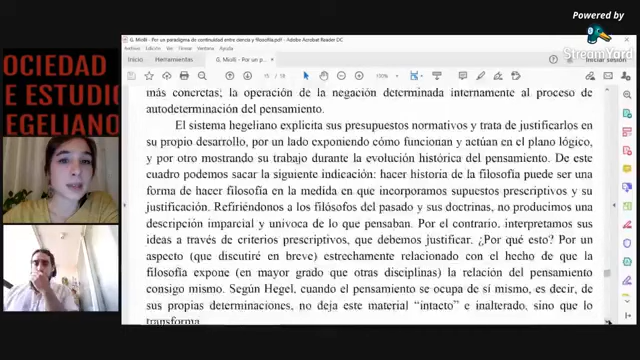 Powered by
StreamYard
G. Miolli - Por un paradigma de continuidad entre ciencia y filosofía.pdf - Adobe Acrobat Reader DC
Archivo Edición Ver Ventana Ayuda
Inicio Herramientas G. Miolli - Por un p... × Iniciar sesión
15 / 18 150%
OCIEDAD
E ESTUDIO
EGELIANO
más concretas; la operación de la negación determinada internamente al proceso de
autodeterminación del pensamiento.
El sistema hegeliano explicita sus presupuestos normativos y trata de justificarlos en
su propio desarrollo, por un lado exponiendo cómo funcionan y actúan en el plano lógico,
y por otro mostrando su trabajo durante la evolución histórica del pensamiento. De este
cuadro podemos sacar la siguiente indicación: hacer historia de la filosofía puede ser una
forma de hacer filosofía en la medida en que incorporamos supuestos prescriptivos y su
justificación. Refiriéndonos a los filósofos del pasado y sus doctrinas, no producimos una
descripción imparcial y univoca de lo que pensaban. Por el contrario, interpretamos sus
ideas a través de criterios prescriptivos, que debemos justificar. ¿Por qué esto? Por un
aspecto (que discutiré en breve) estrechamente relacionado con el hecho de que la
filosofía expone (en mayor grado que otras disciplinas) la relación del pensamiento
consigo mismo. Según Hegel, cuando el pensamiento se ocupa de sí mismo, es decir, de
sus propias determinaciones, no deja este material “intacto” e inalterado, sino que lo
transforma